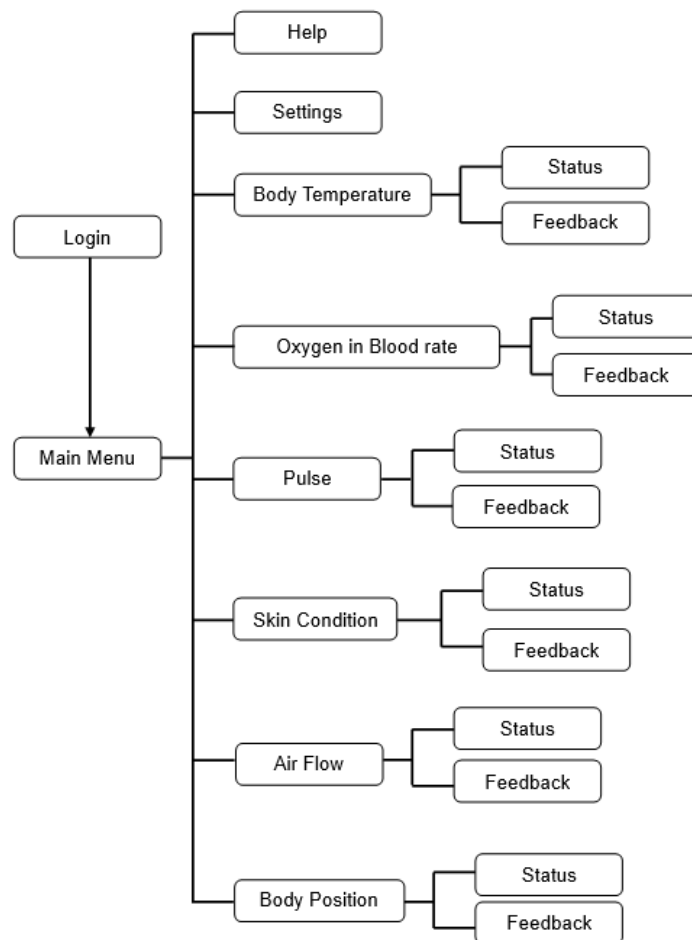 Help
Settings
Body Temperature
Status
Feedback
Login
Oxygen in Blood rate
Status
Feedback
Main Menu
Pulse
Status
Feedback
Skin Condition
Status
Feedback
Air Flow
Status
Feedback
Body Position
Status
Feedback